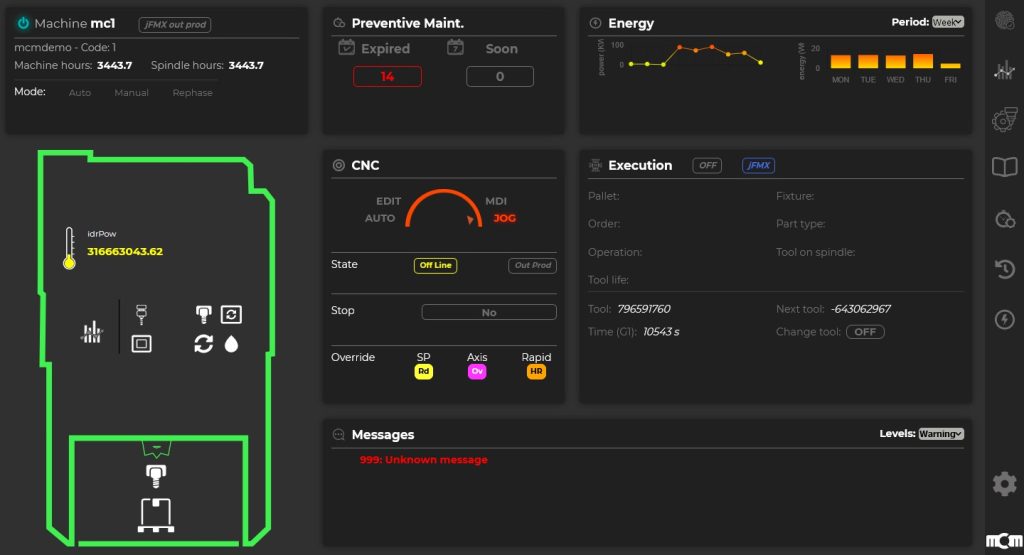 Machine mc1
jFMX out prod
mcmdemo - Code: 1
Machine hours: 3443.7 Spindle hours: 3443.7
Mode: Auto Manual Rephase
Preventive Maint.
Expired
7 Soon
14 0
Energy
Period: Week
power (KW
100
0
energy (Wh
20
0
MON TUE WED THU FRI
idrPow
316663043.62
CNC
EDIT MDI
AUTO JOG
State Off Line Out Prod
Stop No
Override SP Axis Rapid
Rd Ov HR
Execution OFF jFMX
Pallet: Fixture:
Order: Part type:
Operation: Tool on spindle:
Tool life:
Tool: 796591760 Next tool: -643062967
Time (G1): 10543 s Change tool: OFF
Messages
Levels: Warning
999: Unknown message
mcm